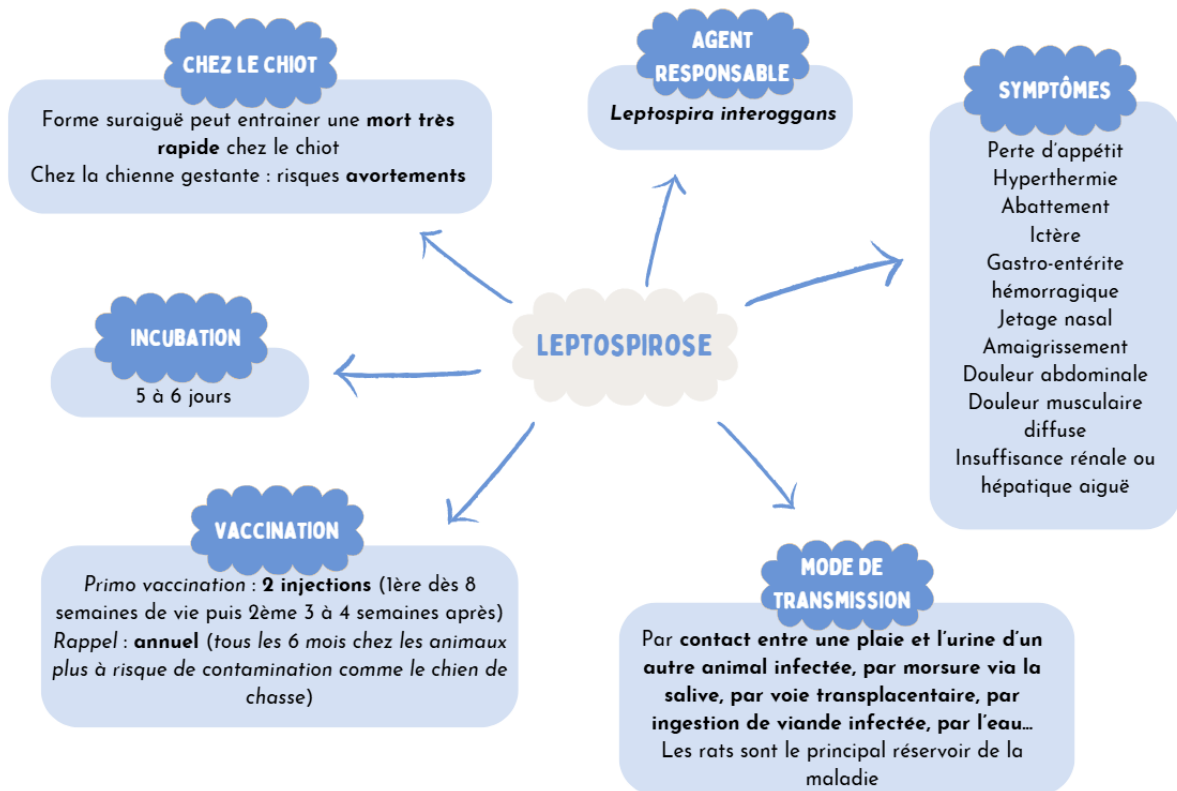 CHEZ LE CHIOT
Forme suraiguë peut entrainer une mort très
rapide chez le chiot
Chez la chienne gestante : risques avortements
AGENT
RESPONSABLE
Leptospira interoggans
SYMPTÔMES
Perte d'appétit
Hyperthermie
Abattement
Ictère
Gastro-entérite
hémorragique
Jetage nasal
Amaigrissement
Douleur abdominale
Douleur musculaire
diffuse
Insuffisance rénale ou
hépatique aiguë
LEPTOSPIROSE
INCUBATION
5 à 6 jours
VACCINATION
Primo vaccination : 2 injections (1ère dès 8
semaines de vie puis 2ème 3 à 4 semaines après)
Rappel : annuel (tous les 6 mois chez les animaux
plus à risque de contamination comme le chien de
chasse)
MODE DE
TRANSMISSION
Par contact entre une plaie et l'urine d'un
autre animal infectée, par morsure via la
salive, par voie transplacentaire, par
ingestion de viande infectée, par l'eau...
Les rats sont le principal réservoir de la
maladie